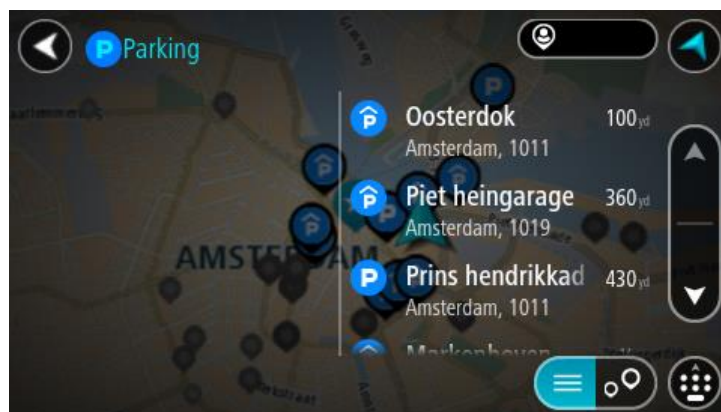 P Parking
P Oosterdok 100 yd
Amsterdam, 1011
P Piet heingarage 360 yd
Amsterdam, 1019
P Prins hendrikkad 430 yd
Amsterdam, 1011
Markenhoven
AMSTERDAM